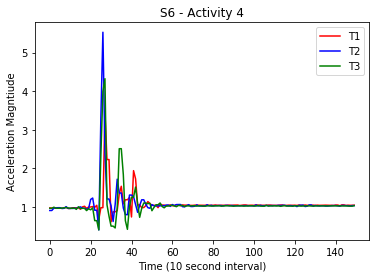 S6 - Activity 4
T1
T2
T3
Acceleration Magntiude
5
4
3
2
1
0
20
40
60
80
100
120
140
Time (10 second interval)